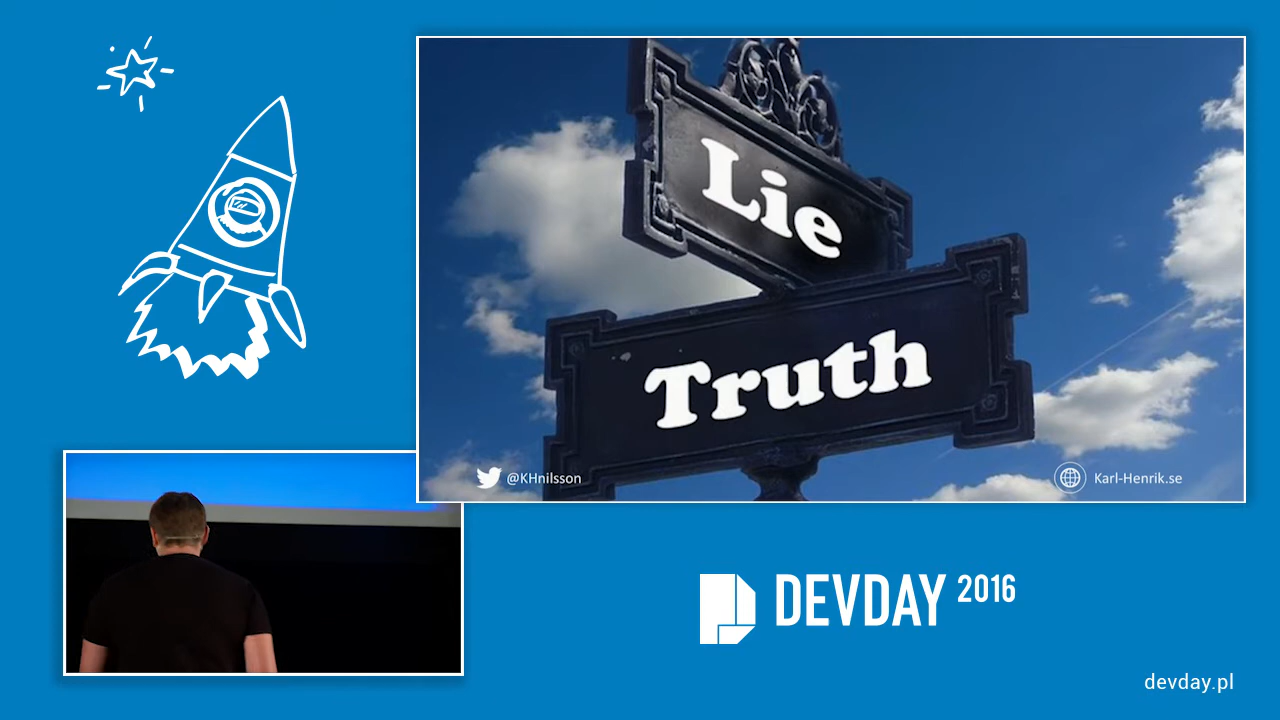 Lie
Truth
@KHnilsson
Karl-Henrik.se
DEVDAY 2016
devday.pl